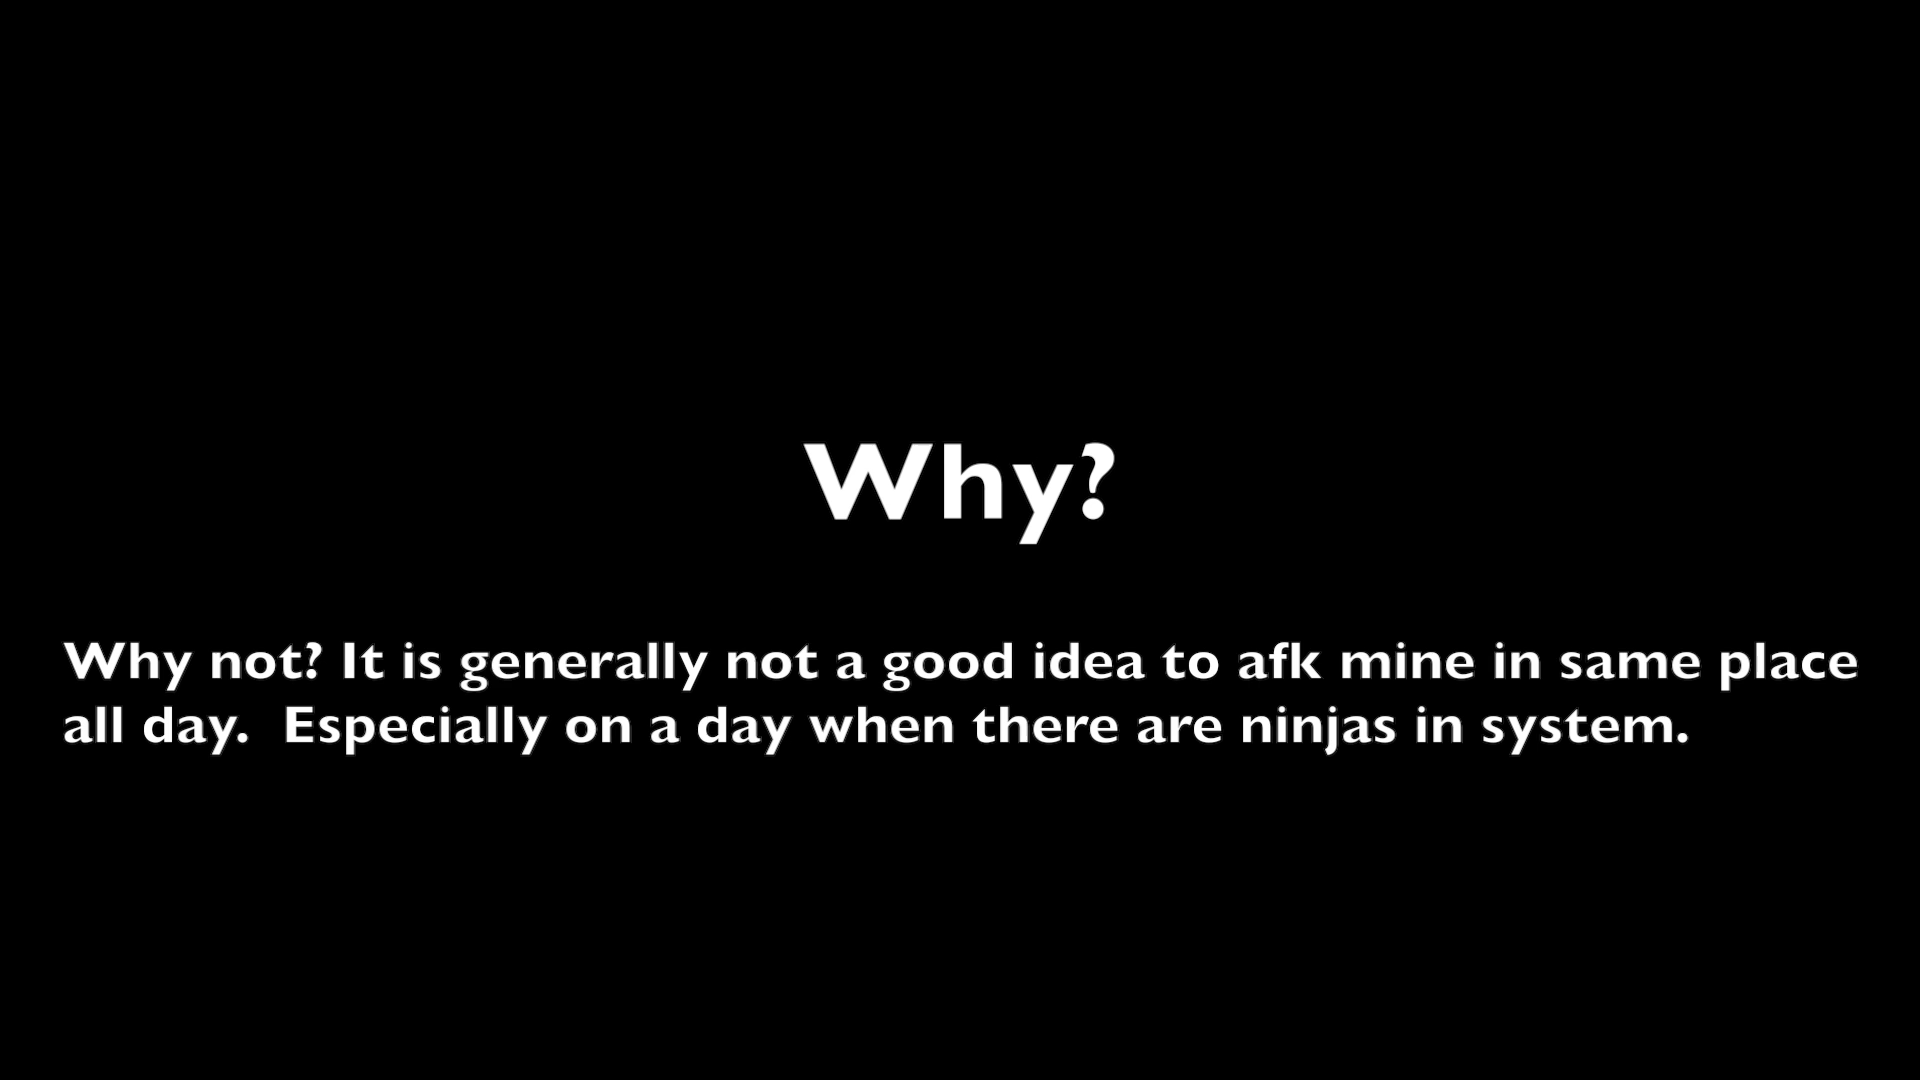 Why?
Why not? It is generally not a good idea to afk mine in same place
all day.  Especially on a day when there are ninjas in system.